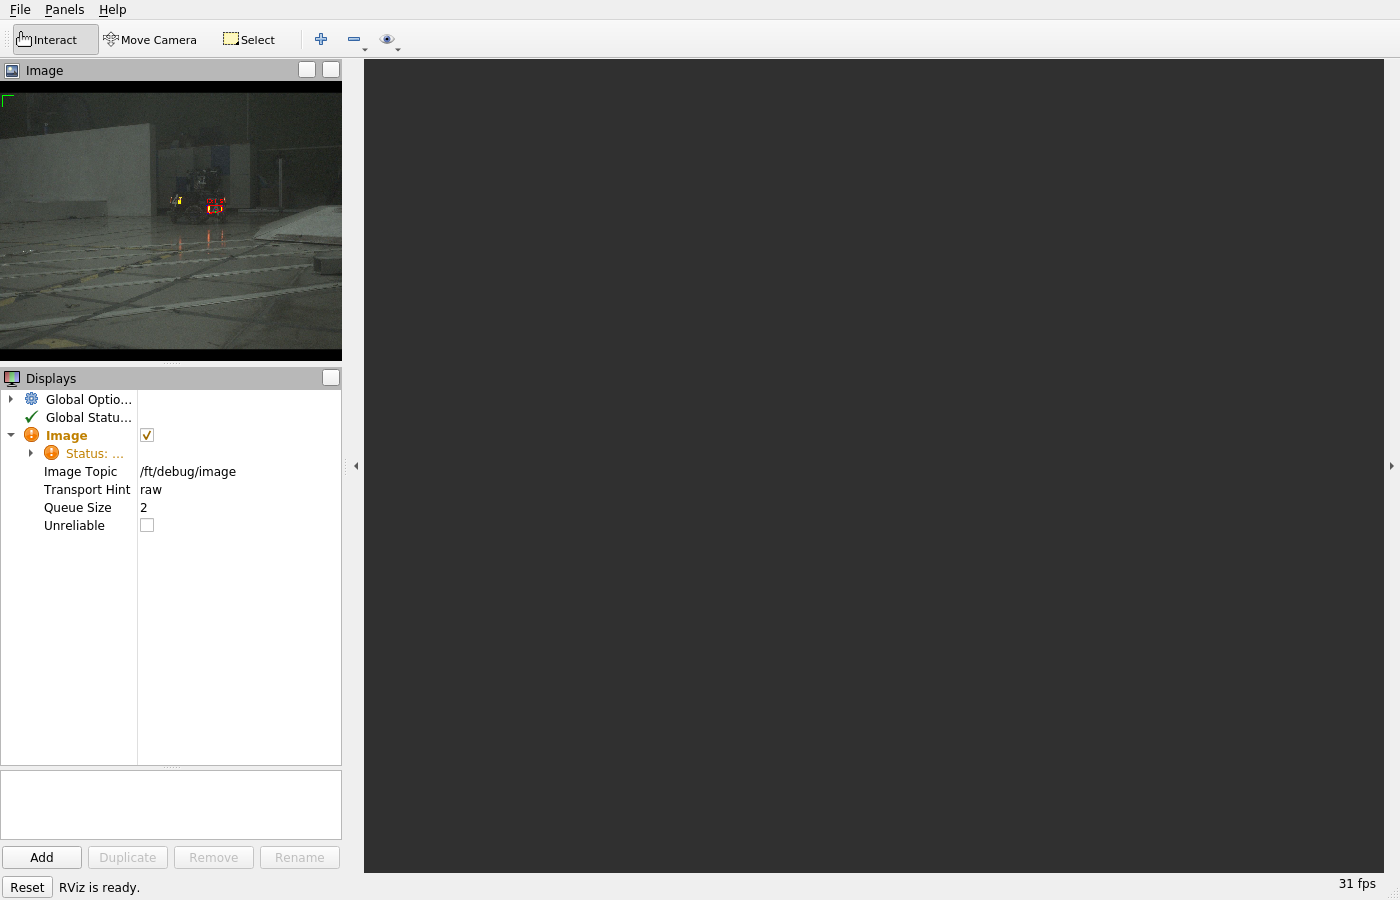 File Panels Help
Interact Move Camera Select
Image
Displays
Global Optio...
Global Statu...
Image
Status: ...
Image Topic /ft/debug/image
Transport Hint raw
Queue Size 2
Unreliable
Add Duplicate Remove Rename
Reset RViz is ready. 31 fps